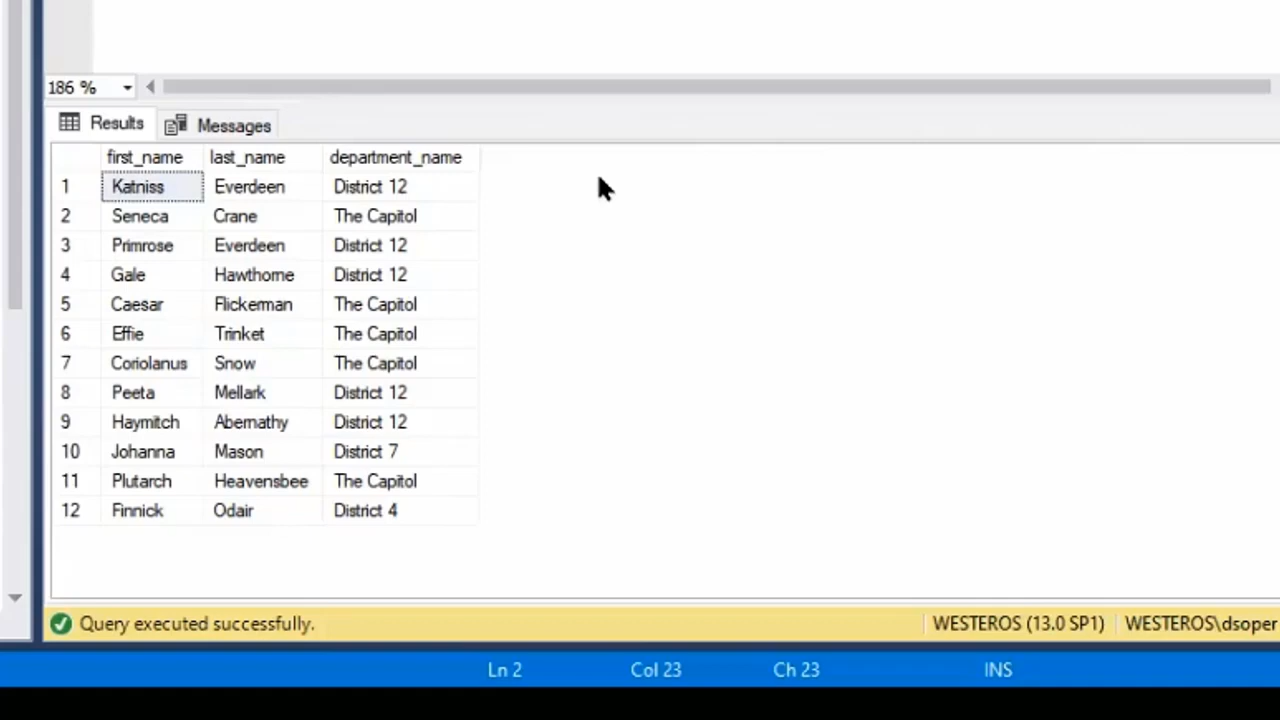 186 %
Results Messages
first_name last_name department_name
1 Katniss Everdeen District 12
2 Seneca Crane The Capitol
3 Primrose Everdeen District 12
4 Gale Hawthorne District 12
5 Caesar Flickerman The Capitol
6 Effie Trinket The Capitol
7 Coriolanus Snow The Capitol
8 Peeta Mellark District 12
9 Haymitch Abernathy District 12
10 Johanna Mason District 7
11 Plutarch Heavensbee The Capitol
12 Finnick Odair District 4
Query executed successfully. WESTEROS (13.0 SP1) WESTEROS\dsoper
Ln 2 Col 23 Ch 23 INS